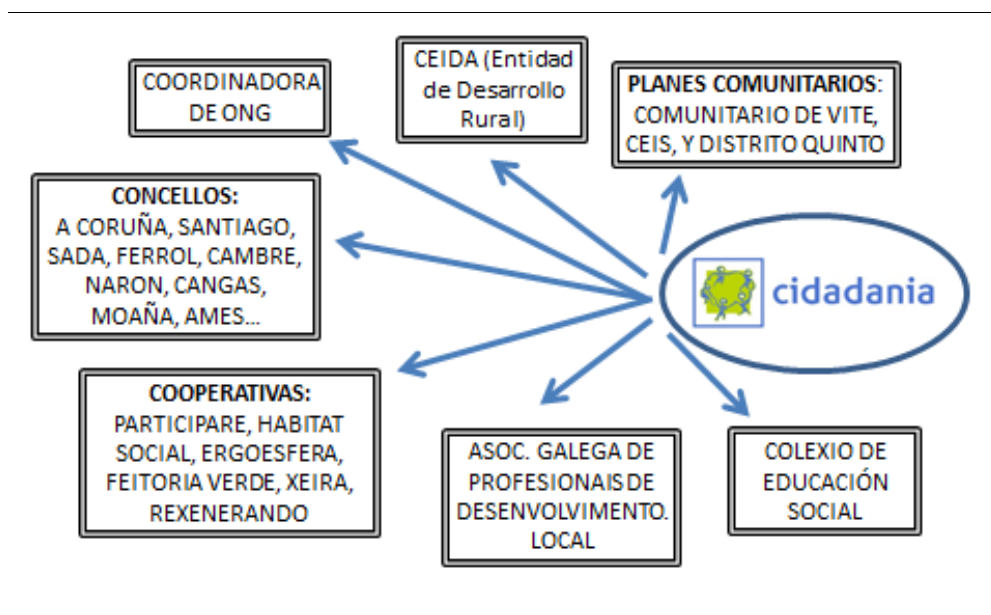 COORDINADORA
DE ONG
CEIDA (Entidad
de Desarrollo
Rural)
PLANES COMUNITARIOS:
COMUNITARIO DE VITE,
CEIS, Y DISTRITO QUINTO
CONCELLOS:
A CORUÑA, SANTIAGO,
SADA, FERROL, CAMBRE,
NARON, CANGAS,
MOAÑA, AMES...
cidadania
COOPERATIVAS:
PARTICIPARE, HABITAT
SOCIAL, ERGOESFERA,
FEITORIA VERDE, XEIRA,
REXENERANDO
ASOC. GALEGA DE
PROFESIONAIS DE
DESENVOLVIMENTO.
LOCAL
COLEXIO DE
EDUCACIÓN
SOCIAL